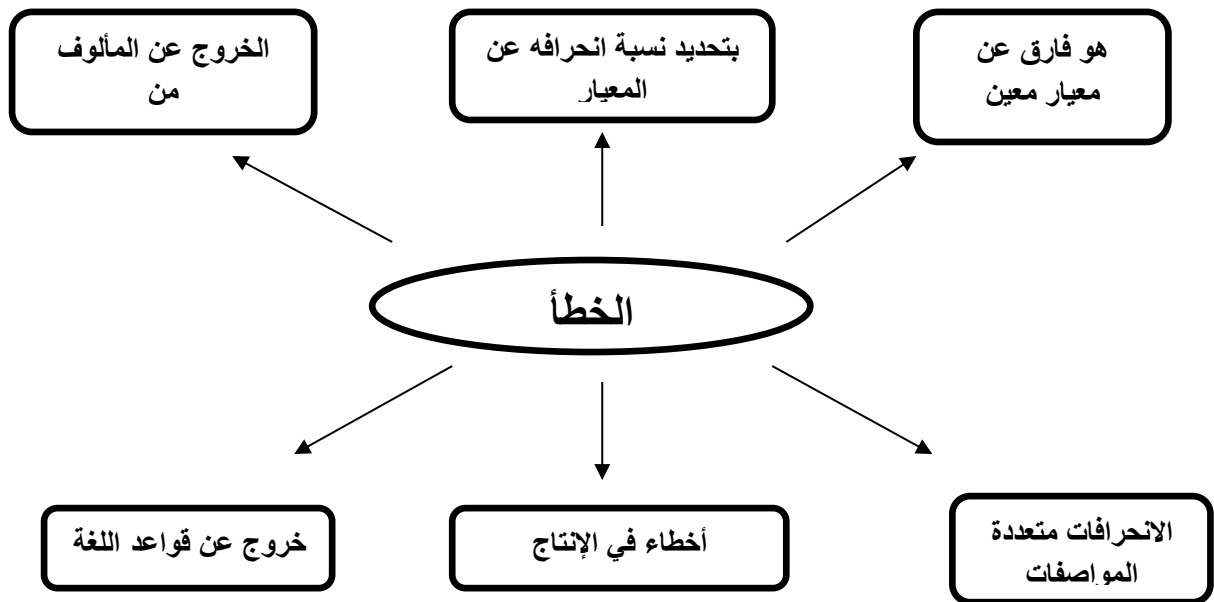 هو فارق عن
معيار معين
بتحديد نسبة انحرافه عن
المعيار
الخروج عن المألوف
من
الخطأ
الانحرافات متعددة
المواصفات
أخطاء في الإنتاج
خروج عن قواعد اللغة